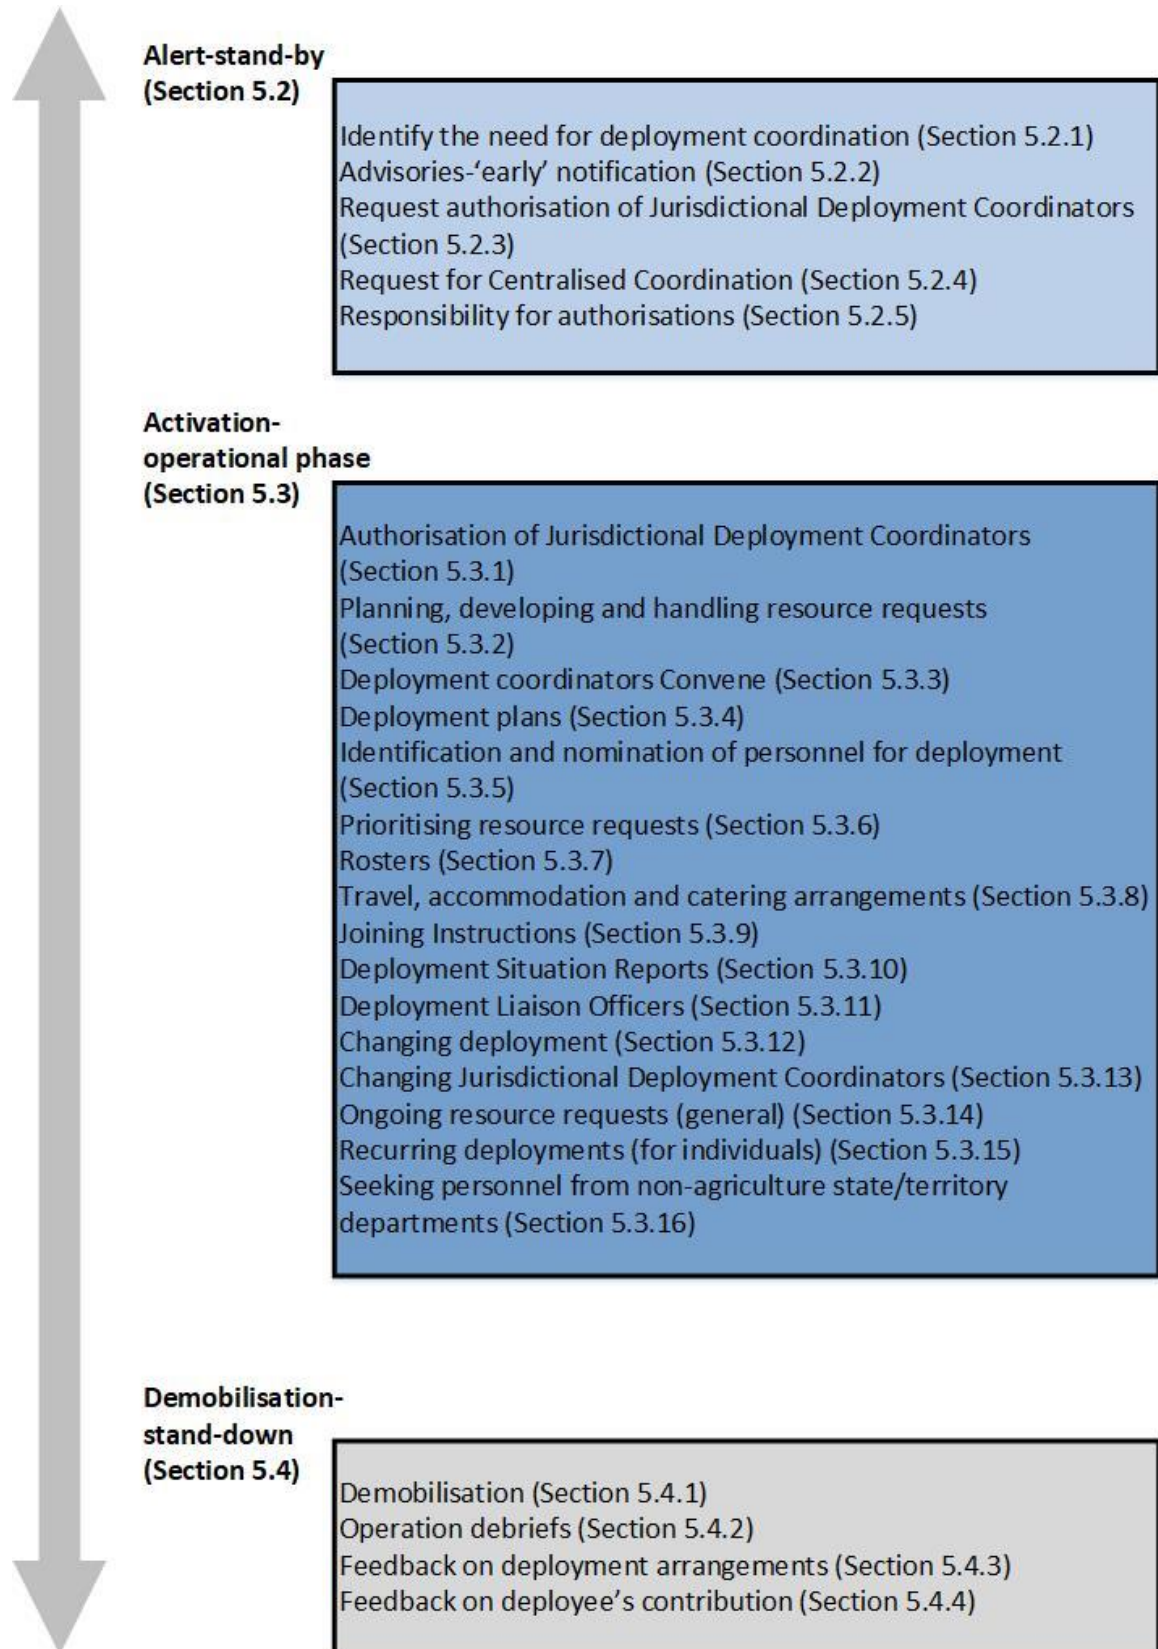 Alert-stand-by
(Section 5.2)
Identify the need for deployment coordination (Section 5.2.1)
Advisories-‘early’ notification (Section 5.2.2)
Request authorisation of Jurisdictional Deployment Coordinators
(Section 5.2.3)
Request for Centralised Coordination (Section 5.2.4)
Responsibility for authorisations (Section 5.2.5)
Activation-
operational phase
(Section 5.3)
Authorisation of Jurisdictional Deployment Coordinators
(Section 5.3.1)
Planning, developing and handling resource requests
(Section 5.3.2)
Deployment coordinators Convene (Section 5.3.3)
Deployment plans (Section 5.3.4)
Identification and nomination of personnel for deployment
(Section 5.3.5)
Prioritising resource requests (Section 5.3.6)
Rosters (Section 5.3.7)
Travel, accommodation and catering arrangements (Section 5.3.8)
Joining Instructions (Section 5.3.9)
Deployment Situation Reports (Section 5.3.10)
Deployment Liaison Officers (Section 5.3.11)
Changing deployment (Section 5.3.12)
Changing Jurisdictional Deployment Coordinators (Section 5.3.13)
Ongoing resource requests (general) (Section 5.3.14)
Recurring deployments (for individuals) (Section 5.3.15)
Seeking personnel from non-agriculture state/territory
departments (Section 5.3.16)
Demobilisation-
stand-down
(Section 5.4)
Demobilisation (Section 5.4.1)
Operation debriefs (Section 5.4.2)
Feedback on deployment arrangements (Section 5.4.3)
Feedback on deployee’s contribution (Section 5.4.4)